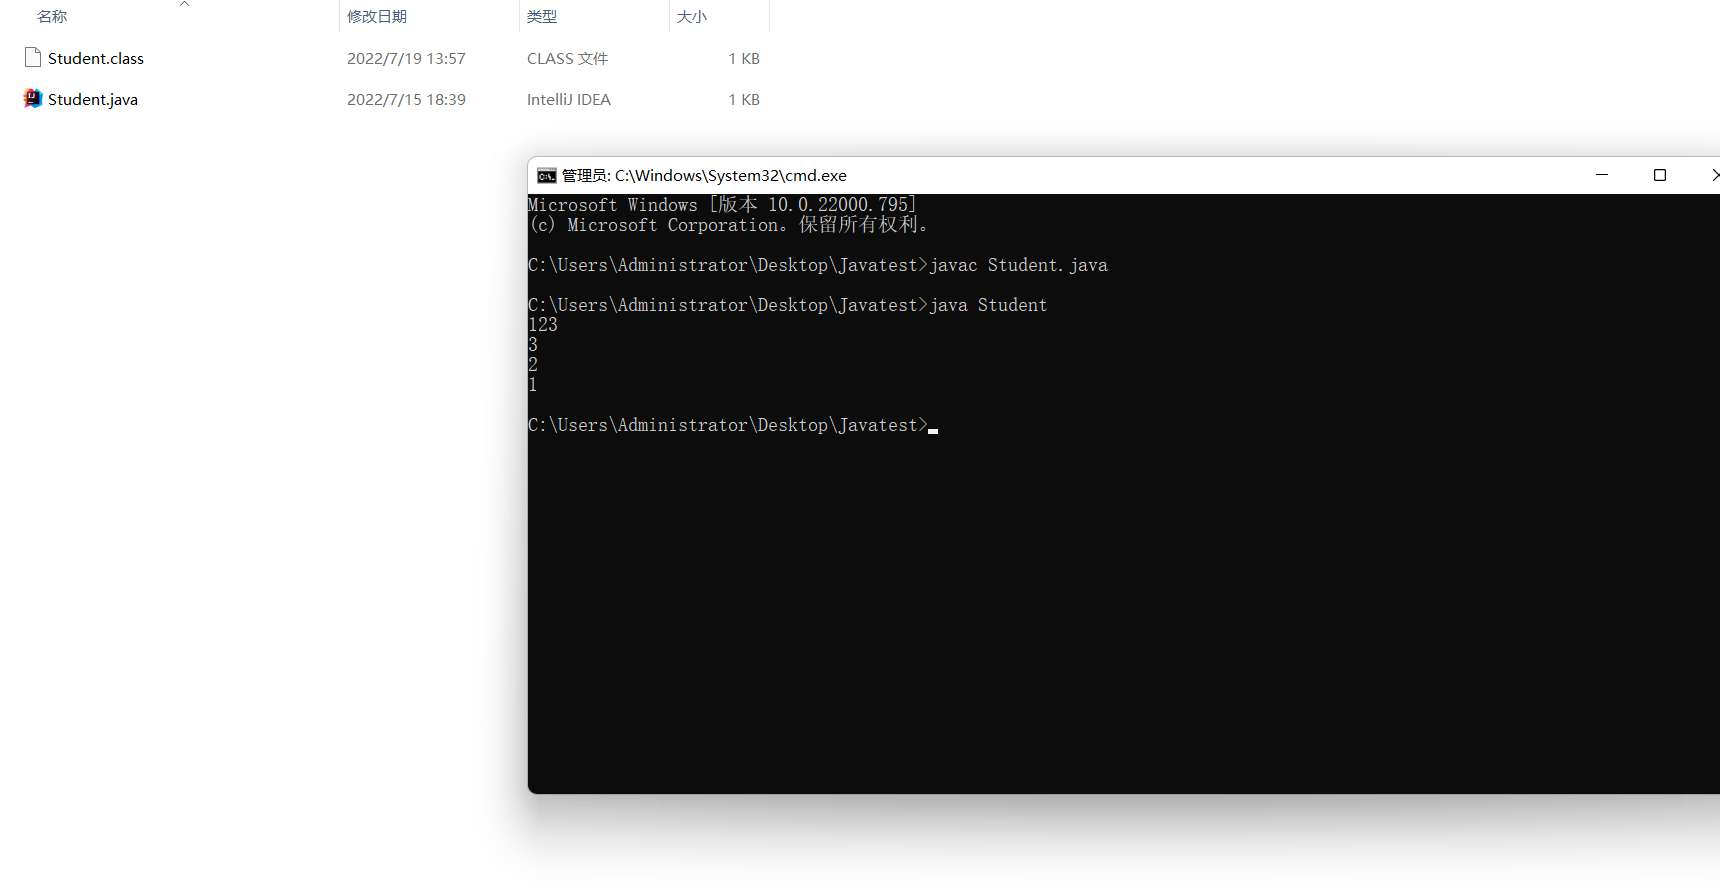 名称 修改日期 类型 大小
Student.class 2022/7/19 13:57 CLASS 文件 1 KB
Student.java 2022/7/15 18:39 IntelliJ IDEA 1 KB
管理员: C:\Windows\System32\cmd.exe
Microsoft Windows [版本 10.0.22000.795]
(c) Microsoft Corporation。保留所有权利。
C:\Users\Administrator\Desktop\Javatest>javac Student.java
C:\Users\Administrator\Desktop\Javatest>java Student
123
3
2
1
C:\Users\Administrator\Desktop\Javatest>